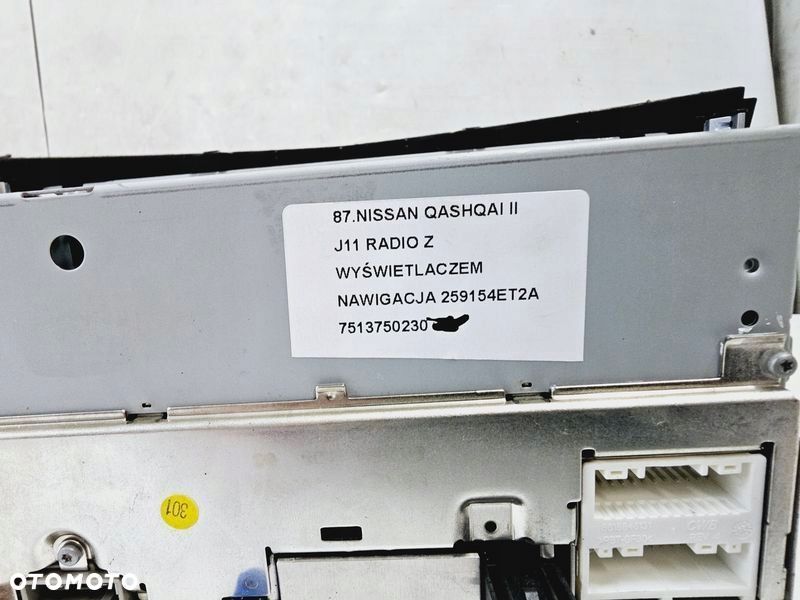 87.NISSAN QASHQAI II
J11 RADIO Z
WYŚWIETLACZEM
NAWIGACJA 259154ET2A
7513750230
301
OTOMOTO